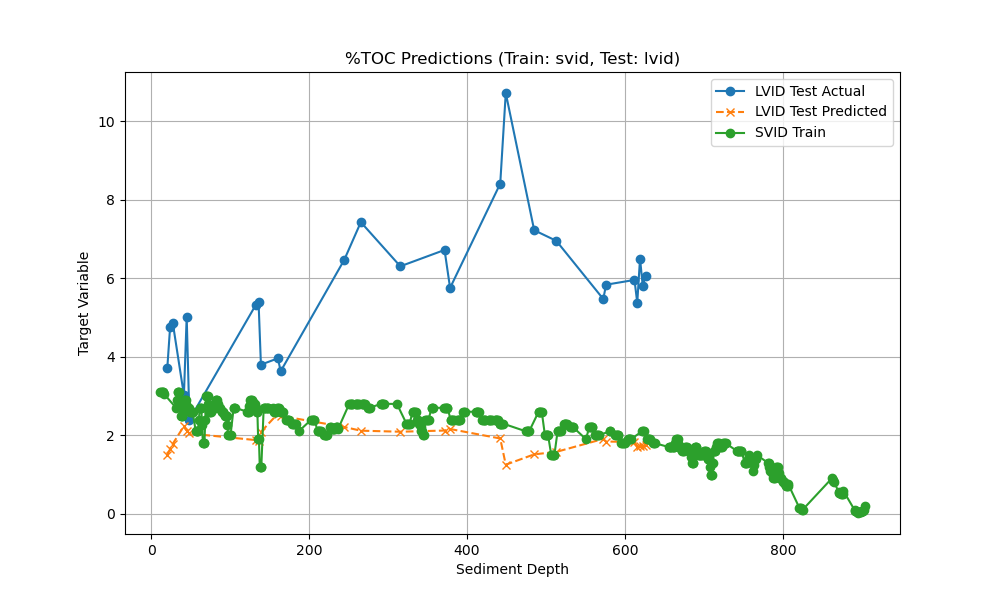 %TOC Predictions (Train: svid, Test: lvid)
LVID Test Actual
LVID Test Predicted
SVID Train
Target Variable
10
8
6
4
2
0
0 200 400 600 800
Sediment Depth